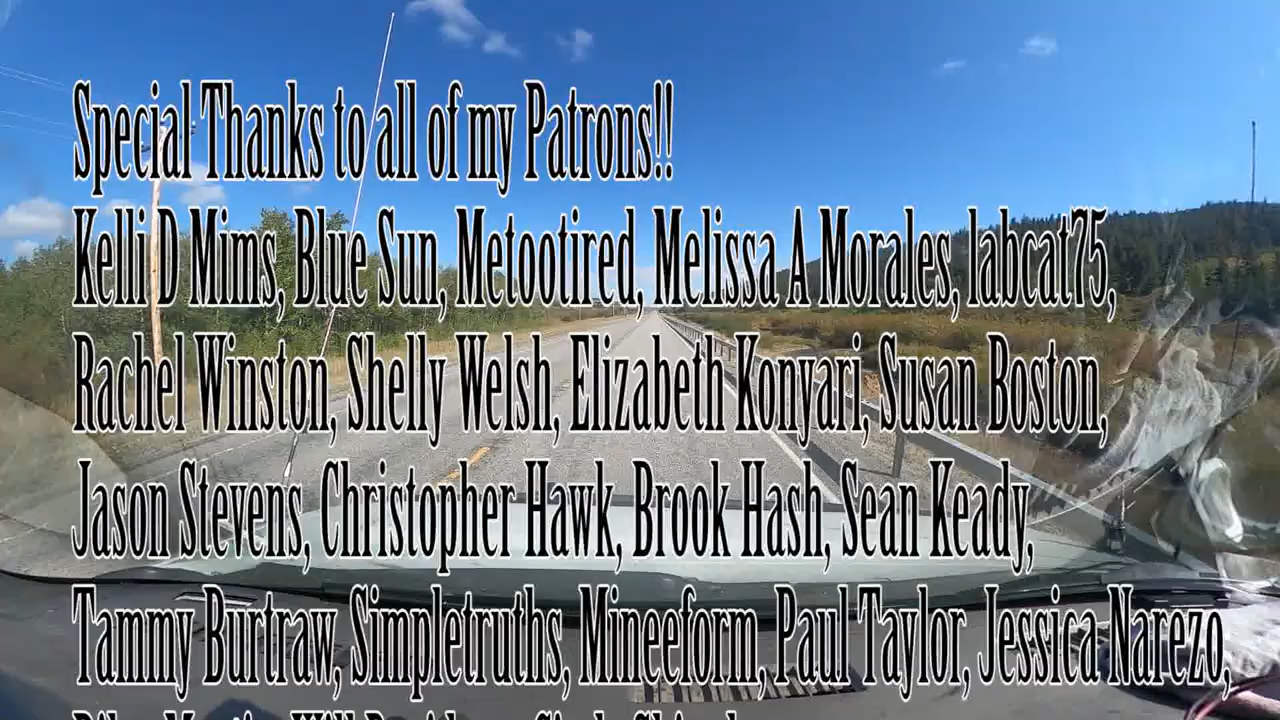 Special Thanks to all of my Patrons!!
Kelli D Mims, Blue Sun, Metootired, Melissa A Morales, labcat75,
Rachel Winston, Shelly Welsh, Elizabeth Konyari, Susan Boston,
Jason Stevens, Christopher Hawk, Brook Hash, Sean Keady,
Tammy Burtraw, Simpletruths, Mineeform, Paul Taylor, Jessica Narezo,